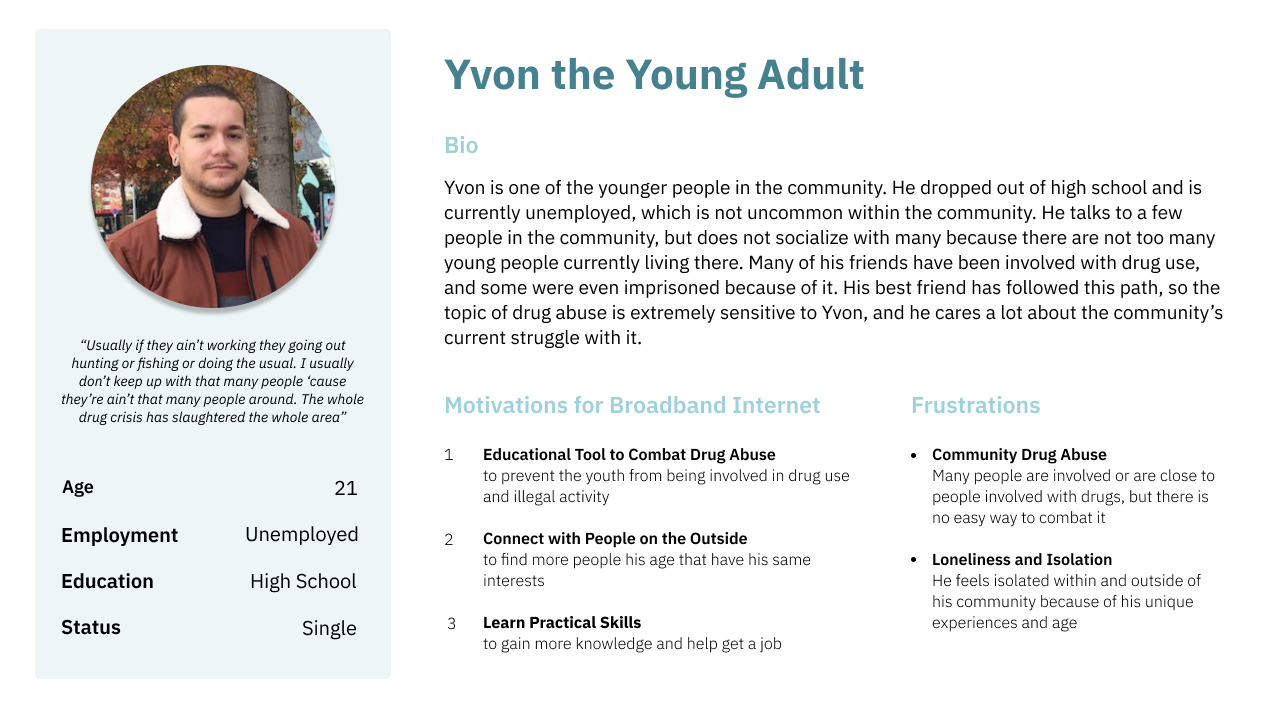 Yvon the Young Adult
Bio
Yvon is one of the younger people in the community. He dropped out of high school and is
currently unemployed, which is not uncommon within the community. He talks to a few
people in the community, but does not socialize with many because there are not too many
young people currently living there. Many of his friends have been involved with drug use,
and some were even imprisoned because of it. His best friend has followed this path, so the
topic of drug abuse is extremely sensitive to Yvon, and he cares a lot about the community’s
current struggle with it.
“Usually if they ain’t working they going out
hunting or fishing or doing the usual. I usually
don’t keep up with that many people ‘cause
they’re ain’t that many people around. The whole
drug crisis has slaughtered the whole area”
Age 21
Employment Unemployed
Education High School
Status Single
Motivations for Broadband Internet
1 Educational Tool to Combat Drug Abuse
to prevent the youth from being involved in drug use
and illegal activity
2 Connect with People on the Outside
to find more people his age that have his same
interests
3 Learn Practical Skills
to gain more knowledge and help get a job
Frustrations
• Community Drug Abuse
Many people are involved or are close to
people involved with drugs, but there is
no easy way to combat it
• Loneliness and Isolation
He feels isolated within and outside of
his community because of his unique
experiences and age